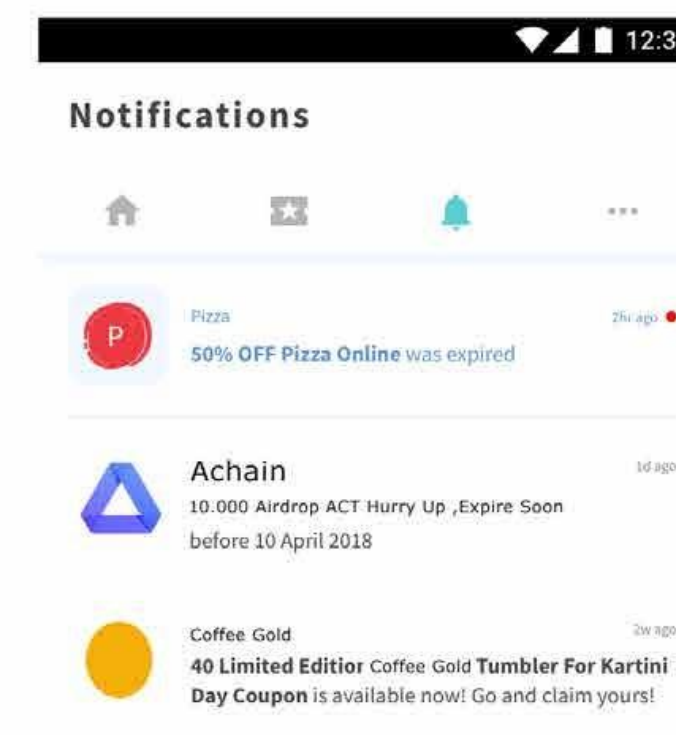 12:3
Notifications
P
Pizza
2hr ago
50% OFF Pizza Online was expired
Achain
1d ago
10.000 Airdrop ACT Hurry Up ,Expire Soon
before 10 April 2018
Coffee Gold
2w ago
40 Limited Editior Coffee Gold Tumbler For Kartini
Day Coupon is available now! Go and claim yours!